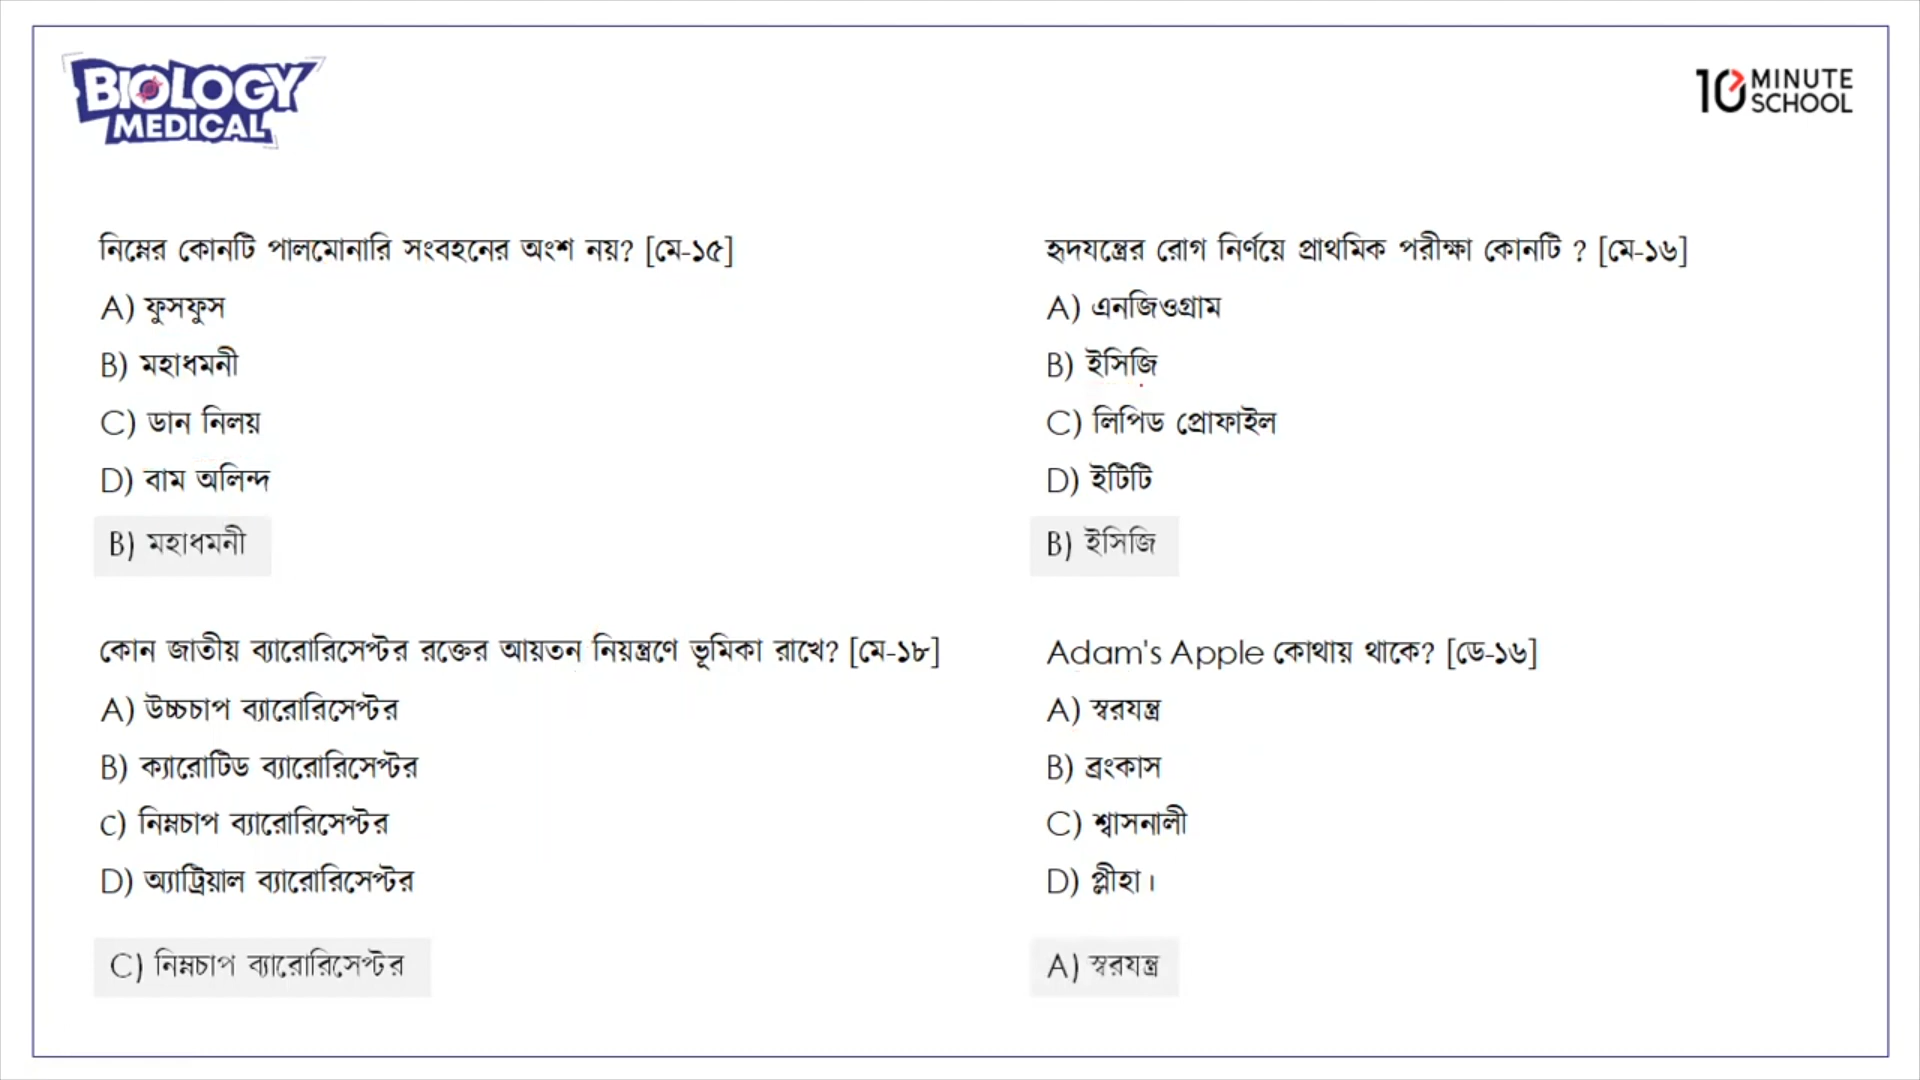 BIOLOGY
MEDICAL
10 MINUTE
SCHOOL
নিম্নের কোনটি পালমোনারি সংবহনের অংশ নয়? [মে-১৫]
A) ফুসফুস
B) মহাধমনী
C) ডান নিলয়
D) বাম অলিন্দ
B) মহাধমনী
হৃদযন্ত্রের রোগ নির্ণয়ে প্রাথমিক পরীক্ষা কোনটি ? [মে-১৬]
A) এনজিওগ্রাম
B) ইসিজি
C) লিপিড প্রোফাইল
D) ইটিটি
B) ইসিজি
কোন জাতীয় ব্যারোরিসেপ্টর রক্তের আয়তন নিয়ন্ত্রণে ভূমিকা রাখে? [মে-১৮]
A) উচ্চচাপ ব্যারোরিসেপ্টর
B) ক্যারোটিড ব্যারোরিসেপ্টর
C) নিম্নচাপ ব্যারোরিসেপ্টর
D) অ্যাট্রিয়াল ব্যারোরিসেপ্টর
C) নিম্নচাপ ব্যারোরিসেপ্টর
Adam's Apple কোথায় থাকে? [ডে-১৬]
A) স্বরযন্ত্র
B) ব্রংকাস
C) শ্বাসনালী
D) প্লীহা।
A) স্বরযন্ত্র